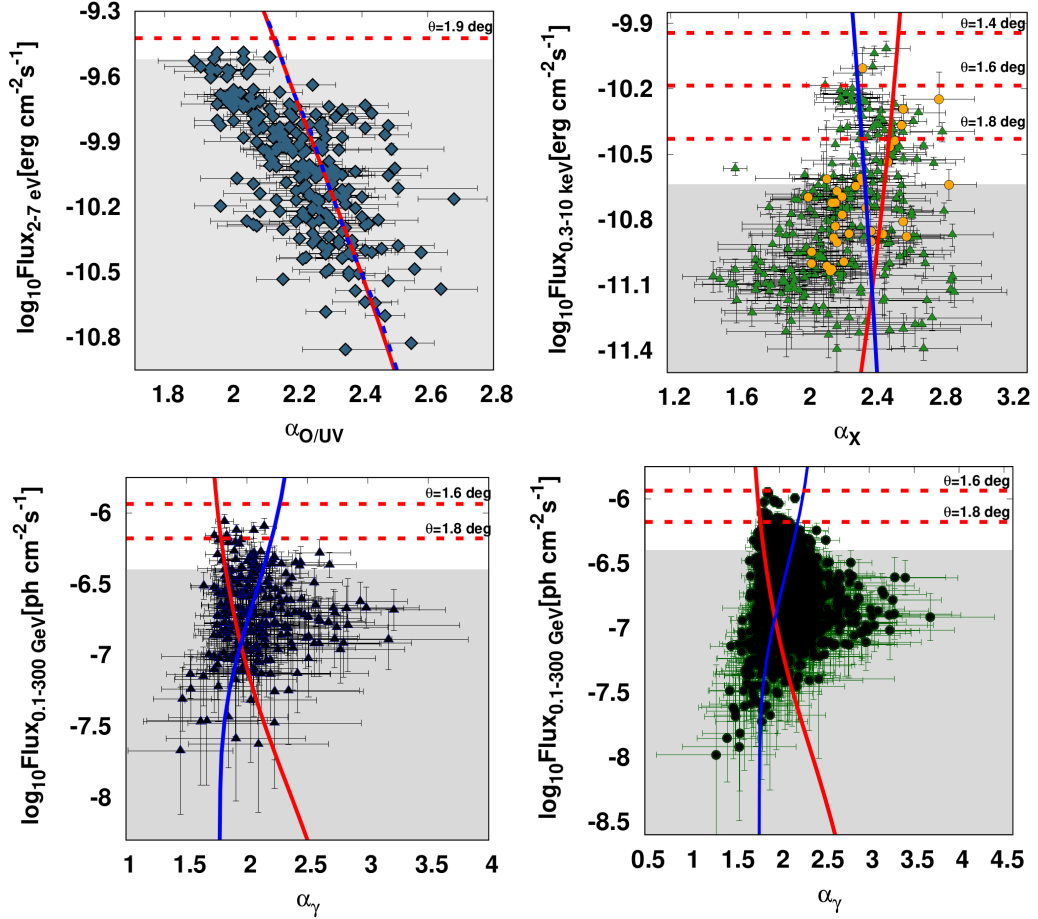 -9.3
-9.6
-9.9
-10.2
-10.5
-10.8
log10Flux2-7 eV[erg cm-2s-1]
θ=1.9 deg
1.8 2 2.2 2.4 2.6 2.8
αO/UV
-9.9
-10.2
-10.5
-10.8
-11.1
-11.4
log10Flux0.3-10 keV[erg cm-2s-1]
θ=1.4 deg
θ=1.6 deg
θ=1.8 deg
1.2 1.6 2 2.4 2.8 3.2
αX
-6
-6.5
-7
-7.5
-8
log10Flux0.1-300 GeV[ph cm-2s-1]
θ=1.6 deg
θ=1.8 deg
1 1.5 2 2.5 3 3.5 4
αγ
-6
-6.5
-7
-7.5
-8
-8.5
log10Flux0.1-300 GeV[ph cm-2s-1]
θ=1.6 deg
θ=1.8 deg
0.5 1 1.5 2 2.5 3 3.5 4 4.5
αγ